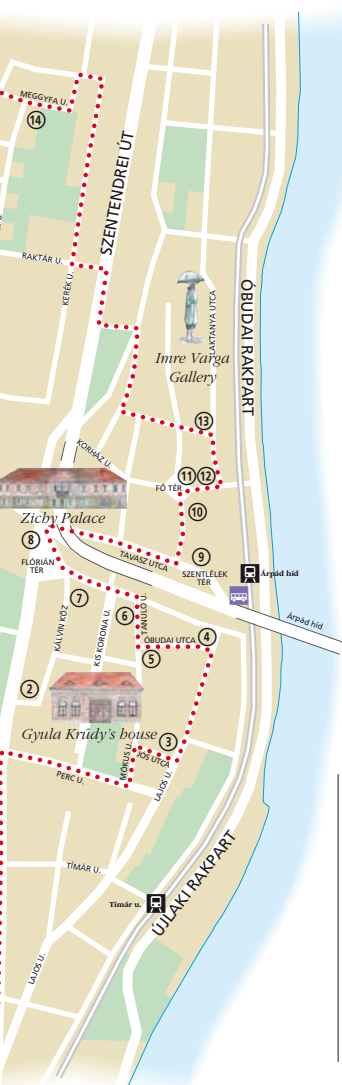 MEGGYFA U.
14
SZENTENDREI ÚT
RAKTÁR U.
KERÉK U.
LAKTANYA UTCA
ÓBUDAI RAKPART
Imre Varga
Gallery
13
KORHÁZ U.
11 12
FŐ TÉR
10
Zichy Palace
8
FLÓRIÁN
TÉR
TAVASZ UTCA
9
SZENTLÉLEK
TÉR
Árpád híd
Árpád híd
7
6
TANULÓ U.
KÁLVIN KÖZ
KIS KORONA U.
ÓBUDAI UTCA
4
5
2
Gyula Krúdy's house
3
MÓKUS U.
JÓS UTCA
PERC U.
LAJOS U.
TÍMÁR U.
Tímár u.
ÚJLAKI RAKPART
LAJOS U.